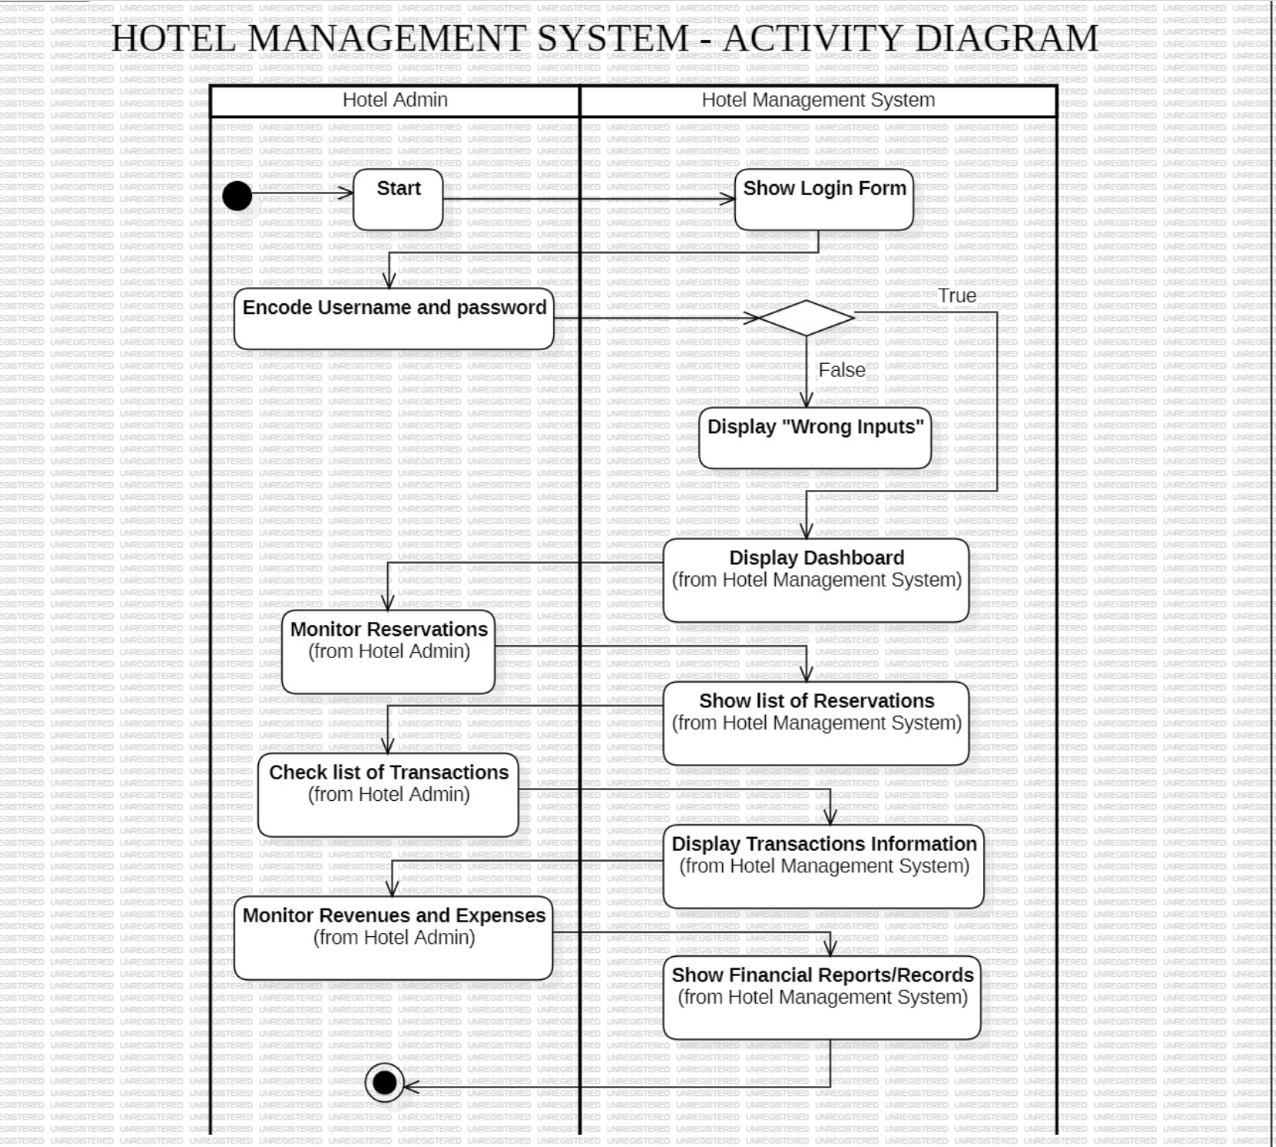 HOTEL MANAGEMENT SYSTEM - ACTIVITY DIAGRAM
Hotel Admin
Hotel Management System
Start
Show Login Form
Encode Username and password
True
False
Display "Wrong Inputs"
Display Dashboard
(from Hotel Management System)
Monitor Reservations
(from Hotel Admin)
Show list of Reservations
(from Hotel Management System)
Check list of Transactions
(from Hotel Admin)
Display Transactions Information
(from Hotel Management System)
Monitor Revenues and Expenses
(from Hotel Admin)
Show Financial Reports/Records
(from Hotel Management System)
UNREGISTERED